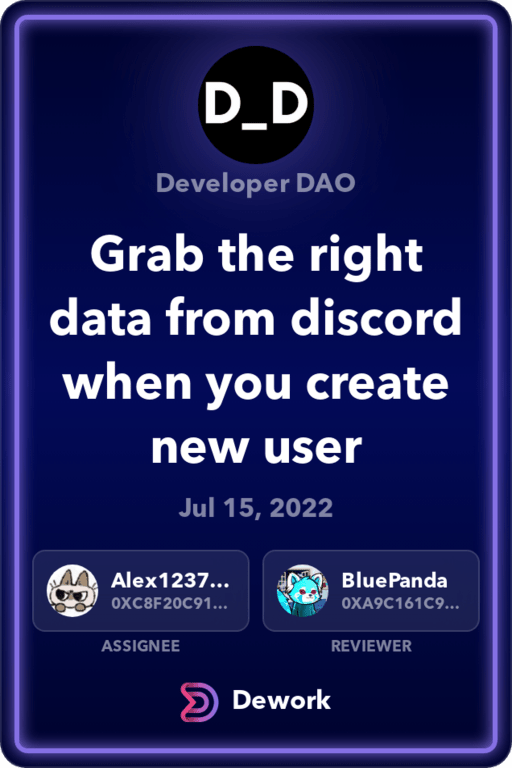 D_D
Developer DAO
Grab the right
data from discord
when you create
new user
Jul 15, 2022
Alex1237...
0XC8F20C91...
ASSIGNEE
BluePanda
0XA9C161C9...
REVIEWER
Dework